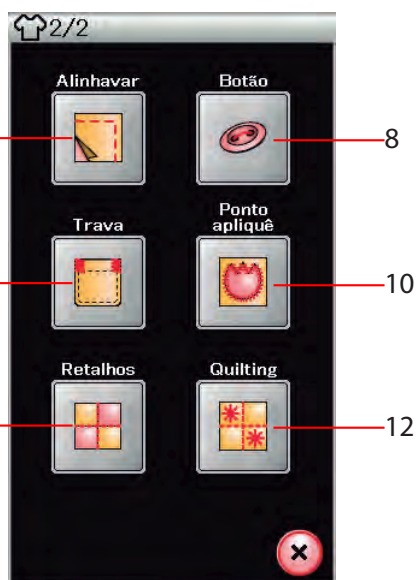 2/2
Alinhavar
Botão
8
Trava
Ponto
apliquê
10
Retalhos
Quilting
12